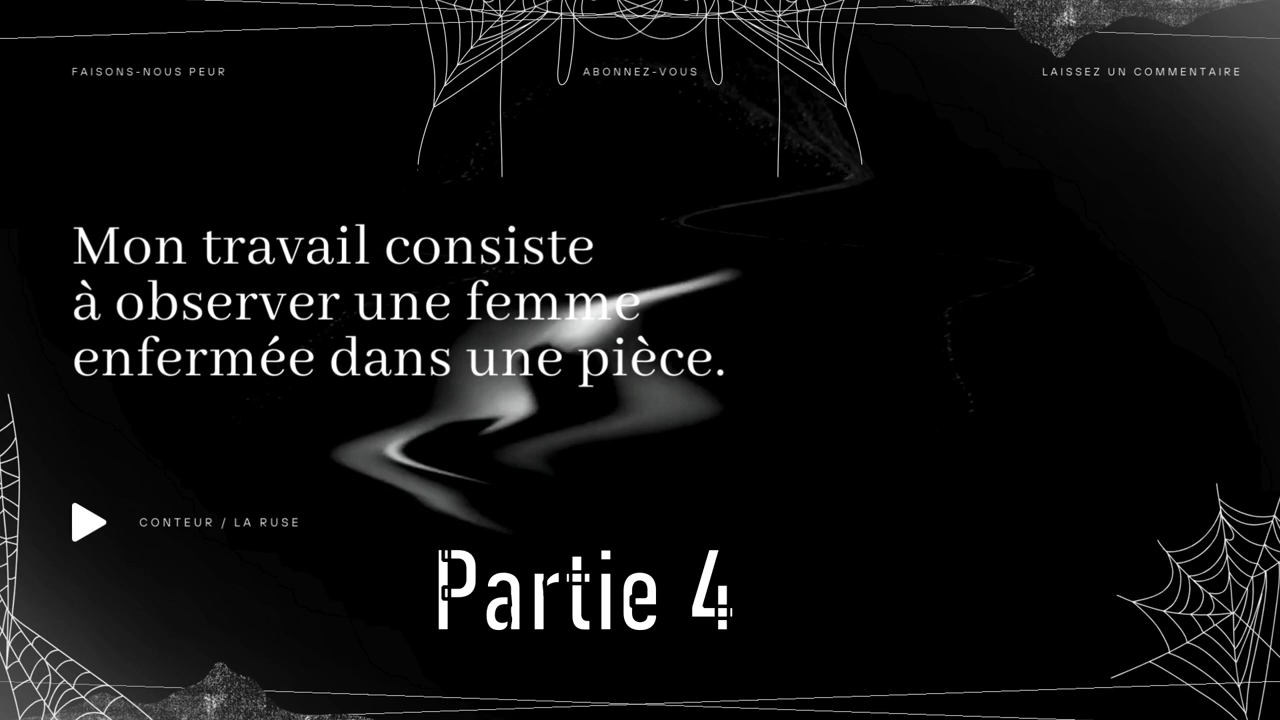 FAISONS-NOUS PEUR
ABONNEZ-VOUS
LAISSEZ UN COMMENTAIRE
Mon travail consiste
à observer une femme
enfermée dans une pièce.
CONTEUR / LA RUSE
Partie 4